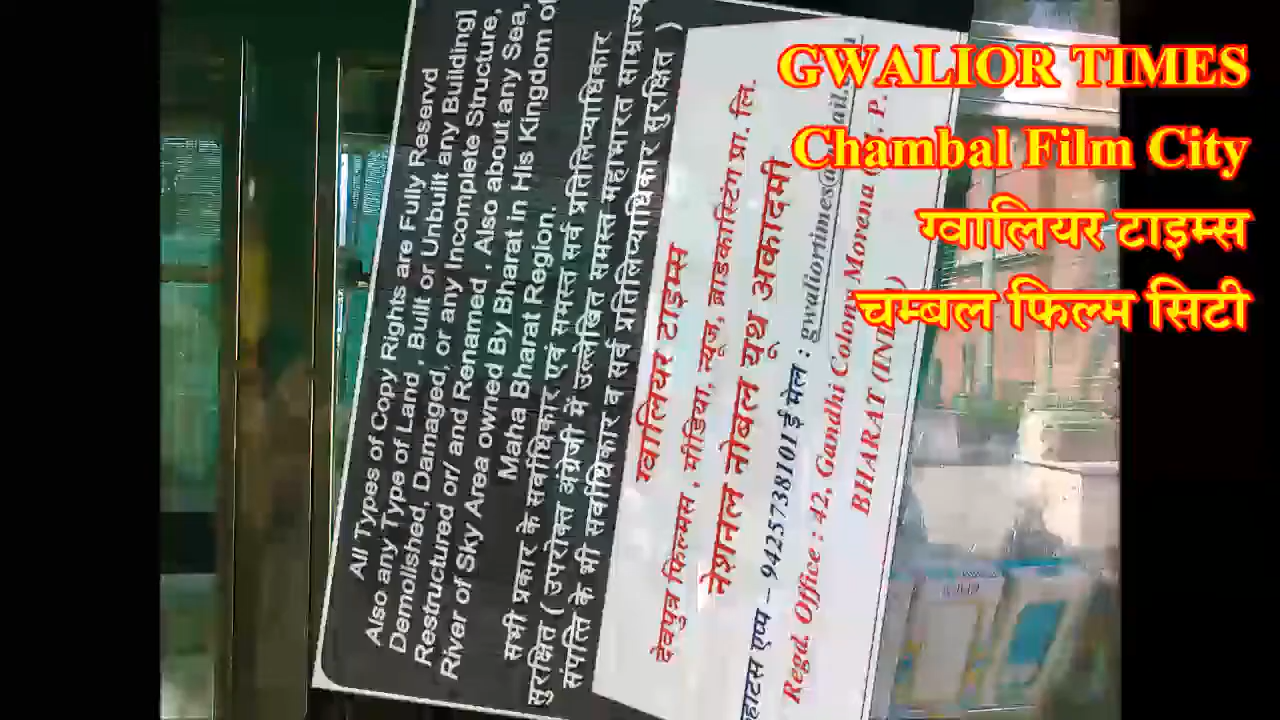 GWALIOR TIMES
Chambal Film City
ग्वालियर टाइम्स
चम्बल फिल्म सिटी
All Types of Copy Rights are Fully Reservd
Also any Type of Land , Built or Unbuilt any Building]
Demolished, Damaged, or any Incomplete Structure,
Restructured or/ and Renamed , Also about any Sea,
River of Sky Area owned By Bharat in His Kingdom of
Maha Bharat Region.
सभी प्रकार के सर्वाधिकार एवं समस्त सर्व प्रतिलिप्याधिकार
सुरक्षित ( उपरोक्त अंग्रेजी में उल्लेखित समस्त महाभारत साम्राज्य
संपत्ति के भी सर्वाधिकार व सर्व प्रतिलिप्याधिकार सुरक्षित )
ग्वालियर टाइम्स
देवपुत्र फिल्मस , मीडिया, न्यूज, ब्राडकास्टिंग प्रा. लि.
नेशनल नोबल यूथ अकादमी
व्हाटस एप्प – 9425738101 ई मेल :
Regd. Office : 42, Gandhi Colony Morena P.
BHARAT